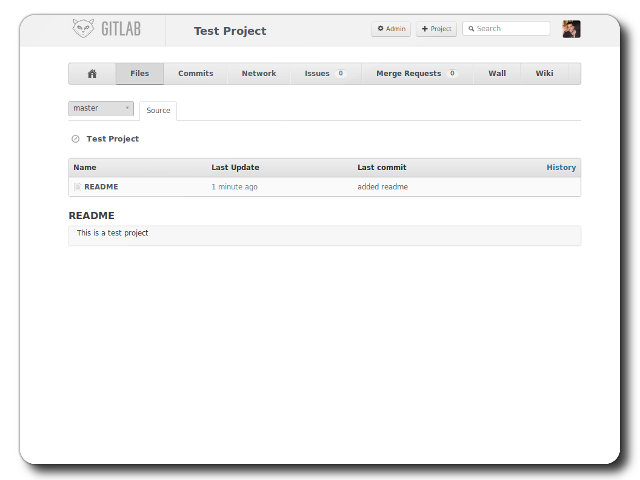 GITLAB Test Project Admin Project Search
Files Commits Network Issues 0 Merge Requests 0 Wall Wiki
master Source
Test Project
Name Last Update Last commit History
README 1 minute ago added readme
README
This is a test project